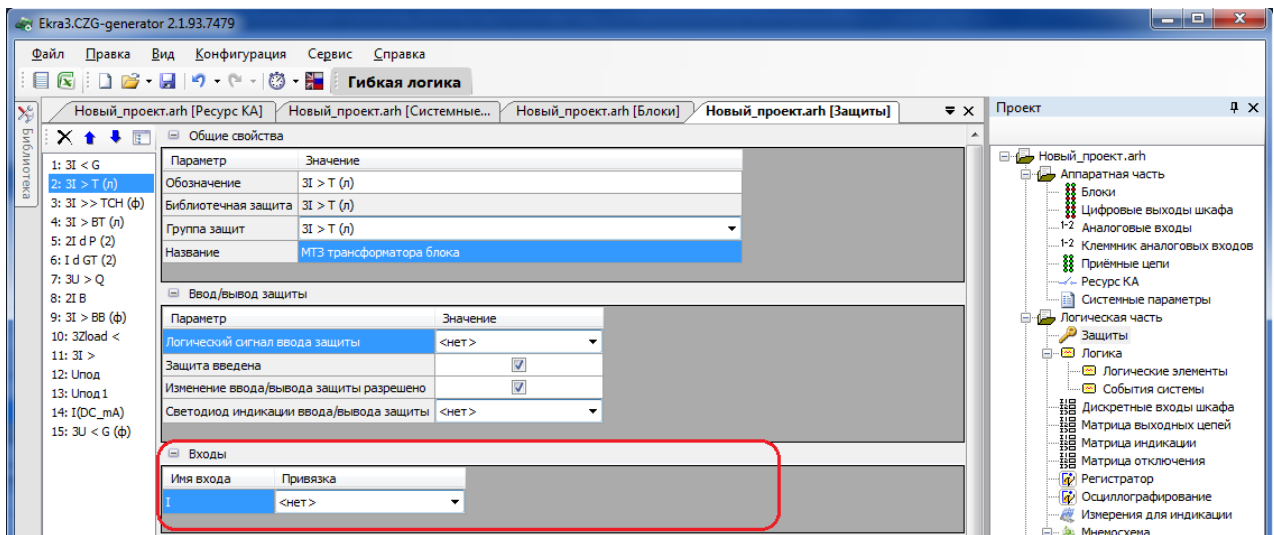 Ekra3.CZG-generator 2.1.93.7479
Файл Правка Вид Конфигурация Сервис Справка
Гибкая логика
Новый_проект.arh [Ресурс КА] Новый_проект.arh [Системные... Новый_проект.arh [Блоки] Новый_проект.arh [Защиты]
Библиотека
1: 3I < G
2: 3I > T (л)
3: 3I >> TCH (ф)
4: 3I > BT (л)
5: 2I d P (2)
6: I d GT (2)
7: 3U > Q
8: 2I B
9: 3I > BB (ф)
10: 3Zload <
11: 3I >
12: Uпод
13: Uпод1
14: I(DC_mA)
15: 3U < G (ф)
Общие свойства
Параметр Значение
Обозначение 3I > T (л)
Библиотечная защита 3I > T (л)
Группа защит 3I > T (л)
Название МТЗ трансформатора блока
Ввод/вывод защиты
Параметр Значение
Логический сигнал ввода защиты <нет>
Защита введена
Изменение ввода/вывода защиты разрешено
Светодиод индикации ввода/вывода защиты <нет>
Входы
Имя входа Привязка
I <нет>
Проект
Новый_проект.arh
Аппаратная часть
Блоки
Цифровые выходы шкафа
1-2 Аналоговые входы
1-2 Клеммник аналоговых входов
Приёмные цепи
Ресурс КА
Системные параметры
Логическая часть
Защиты
Логика
Логические элементы
События системы
Дискретные входы шкафа
Матрица выходных цепей
Матрица индикации
Матрица отключения
Регистратор
Осциллографирование
Измерения для индикации
Мнемосхема